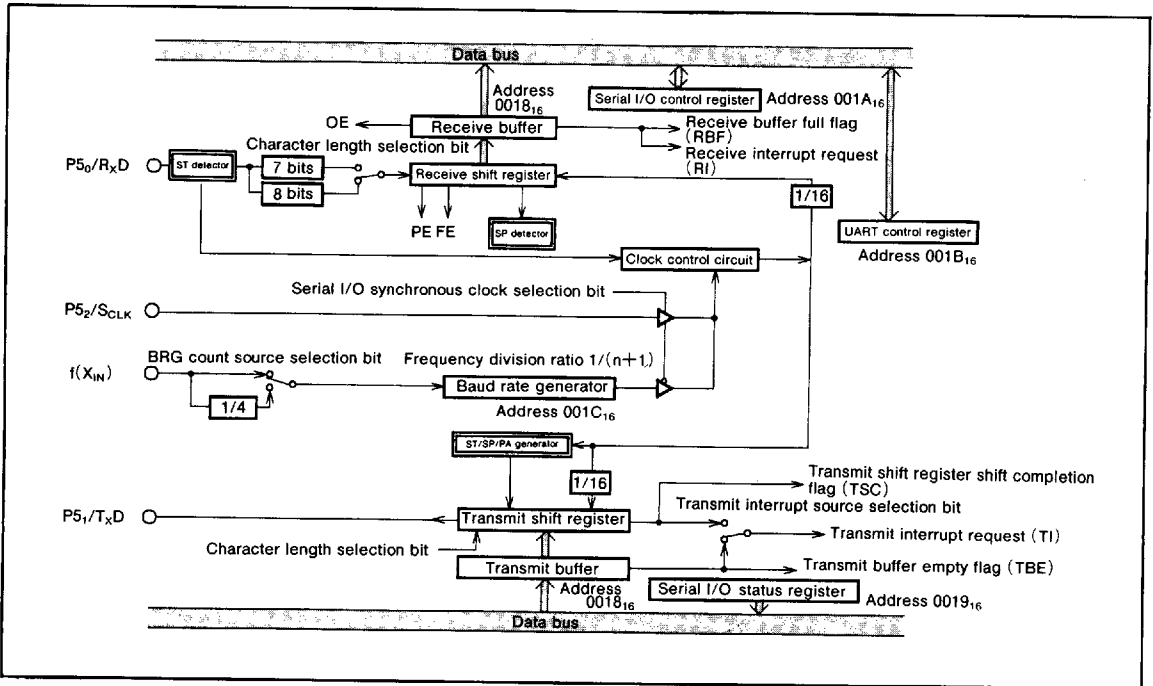 Data bus
Address
0018₁₆
Serial I/O control register
Address 001A₁₆
OE
Receive buffer
Receive buffer full flag
(RBF)
Character length selection bit
Receive interrupt request
(RI)
P5₀/RₓD
ST detector
7 bits
8 bits
Receive shift register
1/16
PE FE
SP detector
UART control register
Address 001B₁₆
Clock control circuit
Serial I/O synchronous clock selection bit
P5₂/S_CLK
BRG count source selection bit
Frequency division ratio 1/(n+1)
f(X_IN)
Baud rate generator
1/4
Address 001C₁₆
ST/SP/PA generator
1/16
Transmit shift register shift completion
flag (TSC)
Transmit interrupt source selection bit
P5₁/TₓD
Transmit shift register
Transmit interrupt request (TI)
Character length selection bit
Transmit buffer
Transmit buffer empty flag (TBE)
Address
0018₁₆
Serial I/O status register
Address 0019₁₆
Data bus